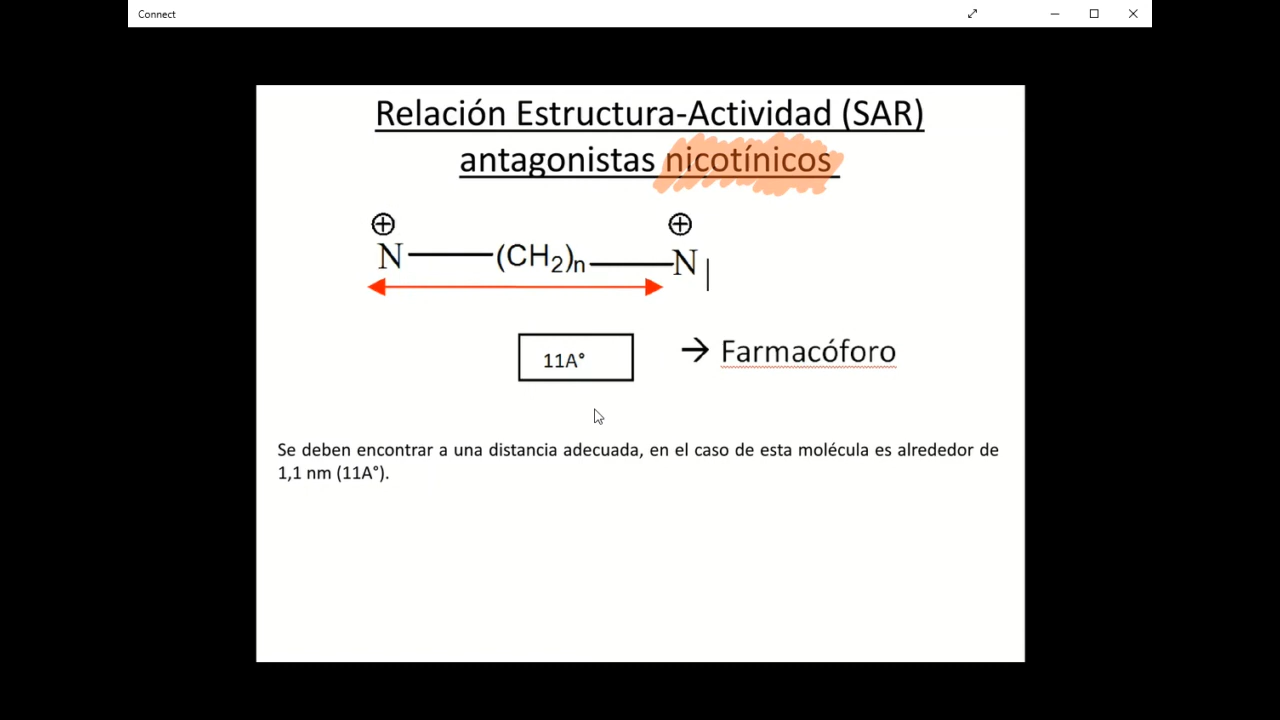 Connect
Relación Estructura-Actividad (SAR)
antagonistas nicotínicos
⊕ ⊕
N—(CH₂)ₙ—N
11A°
→ Farmacóforo
Se deben encontrar a una distancia adecuada, en el caso de esta molécula es alrededor de
1,1 nm (11A°).